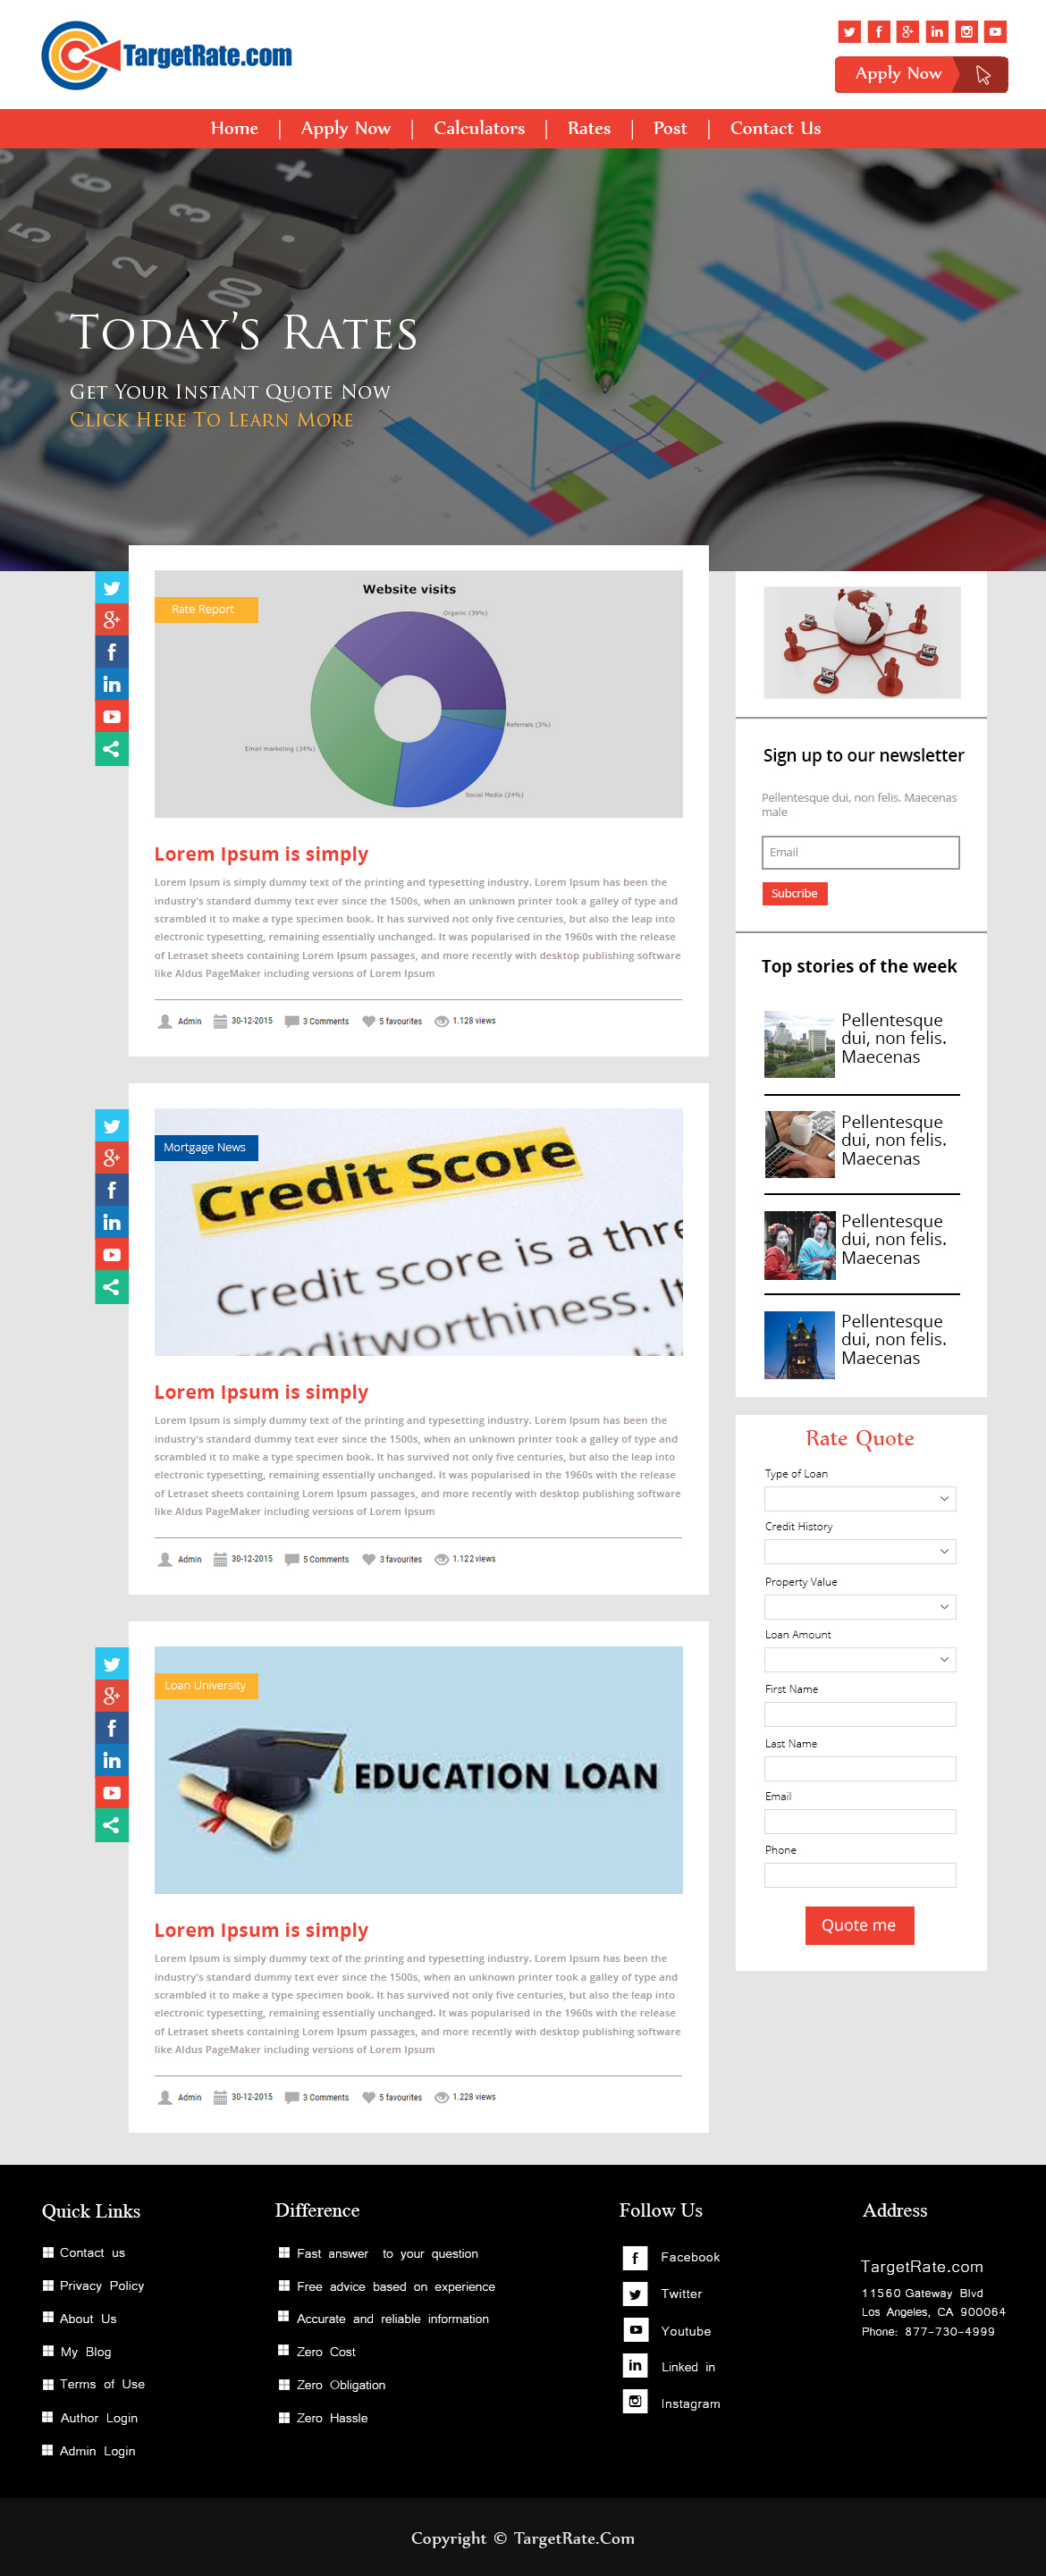 TargetRate.com
Apply Now
Home | Apply Now | Calculators | Rates | Post | Contact Us
Today's Rates
Get Your Instant Quote Now
Click Here To Learn More
Rate Report
Website visits
Organic (39%)
Referrals (3%)
Email marketing (34%)
Social Media (24%)
Lorem Ipsum is simply
Lorem Ipsum is simply dummy text of the printing and typesetting industry. Lorem Ipsum has been the
industry's standard dummy text ever since the 1500s, when an unknown printer took a galley of type and
scrambled it to make a type specimen book. It has survived not only five centuries, but also the leap into
electronic typesetting, remaining essentially unchanged. It was popularised in the 1960s with the release
of Letraset sheets containing Lorem Ipsum passages, and more recently with desktop publishing software
like Aldus PageMaker including versions of Lorem Ipsum
Admin 30-12-2015 3 Comments 5 favourites 1.128 views
Mortgage News
Credit Score
Credit score is a thre
reditworthiness. It
Lorem Ipsum is simply
Lorem Ipsum is simply dummy text of the printing and typesetting industry. Lorem Ipsum has been the
industry's standard dummy text ever since the 1500s, when an unknown printer took a galley of type and
scrambled it to make a type specimen book. It has survived not only five centuries, but also the leap into
electronic typesetting, remaining essentially unchanged. It was popularised in the 1960s with the release
of Letraset sheets containing Lorem Ipsum passages, and more recently with desktop publishing software
like Aldus PageMaker including versions of Lorem Ipsum
Admin 30-12-2015 5 Comments 3 favourites 1.122 views
Loan University
EDUCATION LOAN
Lorem Ipsum is simply
Lorem Ipsum is simply dummy text of the printing and typesetting industry. Lorem Ipsum has been the
industry's standard dummy text ever since the 1500s, when an unknown printer took a galley of type and
scrambled it to make a type specimen book. It has survived not only five centuries, but also the leap into
electronic typesetting, remaining essentially unchanged. It was popularised in the 1960s with the release
of Letraset sheets containing Lorem Ipsum passages, and more recently with desktop publishing software
like Aldus PageMaker including versions of Lorem Ipsum
Admin 30-12-2015 3 Comments 5 favourites 1.228 views
Sign up to our newsletter
Pellentesque dui, non felis. Maecenas
male
Email
Subcribe
Top stories of the week
Pellentesque
dui, non felis.
Maecenas
Pellentesque
dui, non felis.
Maecenas
Pellentesque
dui, non felis.
Maecenas
Pellentesque
dui, non felis.
Maecenas
Rate Quote
Type of Loan
Credit History
Property Value
Loan Amount
First Name
Last Name
Email
Phone
Quote me
Quick Links
Contact us
Privacy Policy
About Us
My Blog
Terms of Use
Author Login
Admin Login
Difference
Fast answer to your question
Free advice based on experience
Accurate and reliable information
Zero Cost
Zero Obligation
Zero Hassle
Follow Us
Facebook
Twitter
Youtube
Linked in
Instagram
Address
TargetRate.com
11560 Gateway Blvd
Los Angeles, CA 900064
Phone: 877-730-4999
Copyright © TargetRate.Com